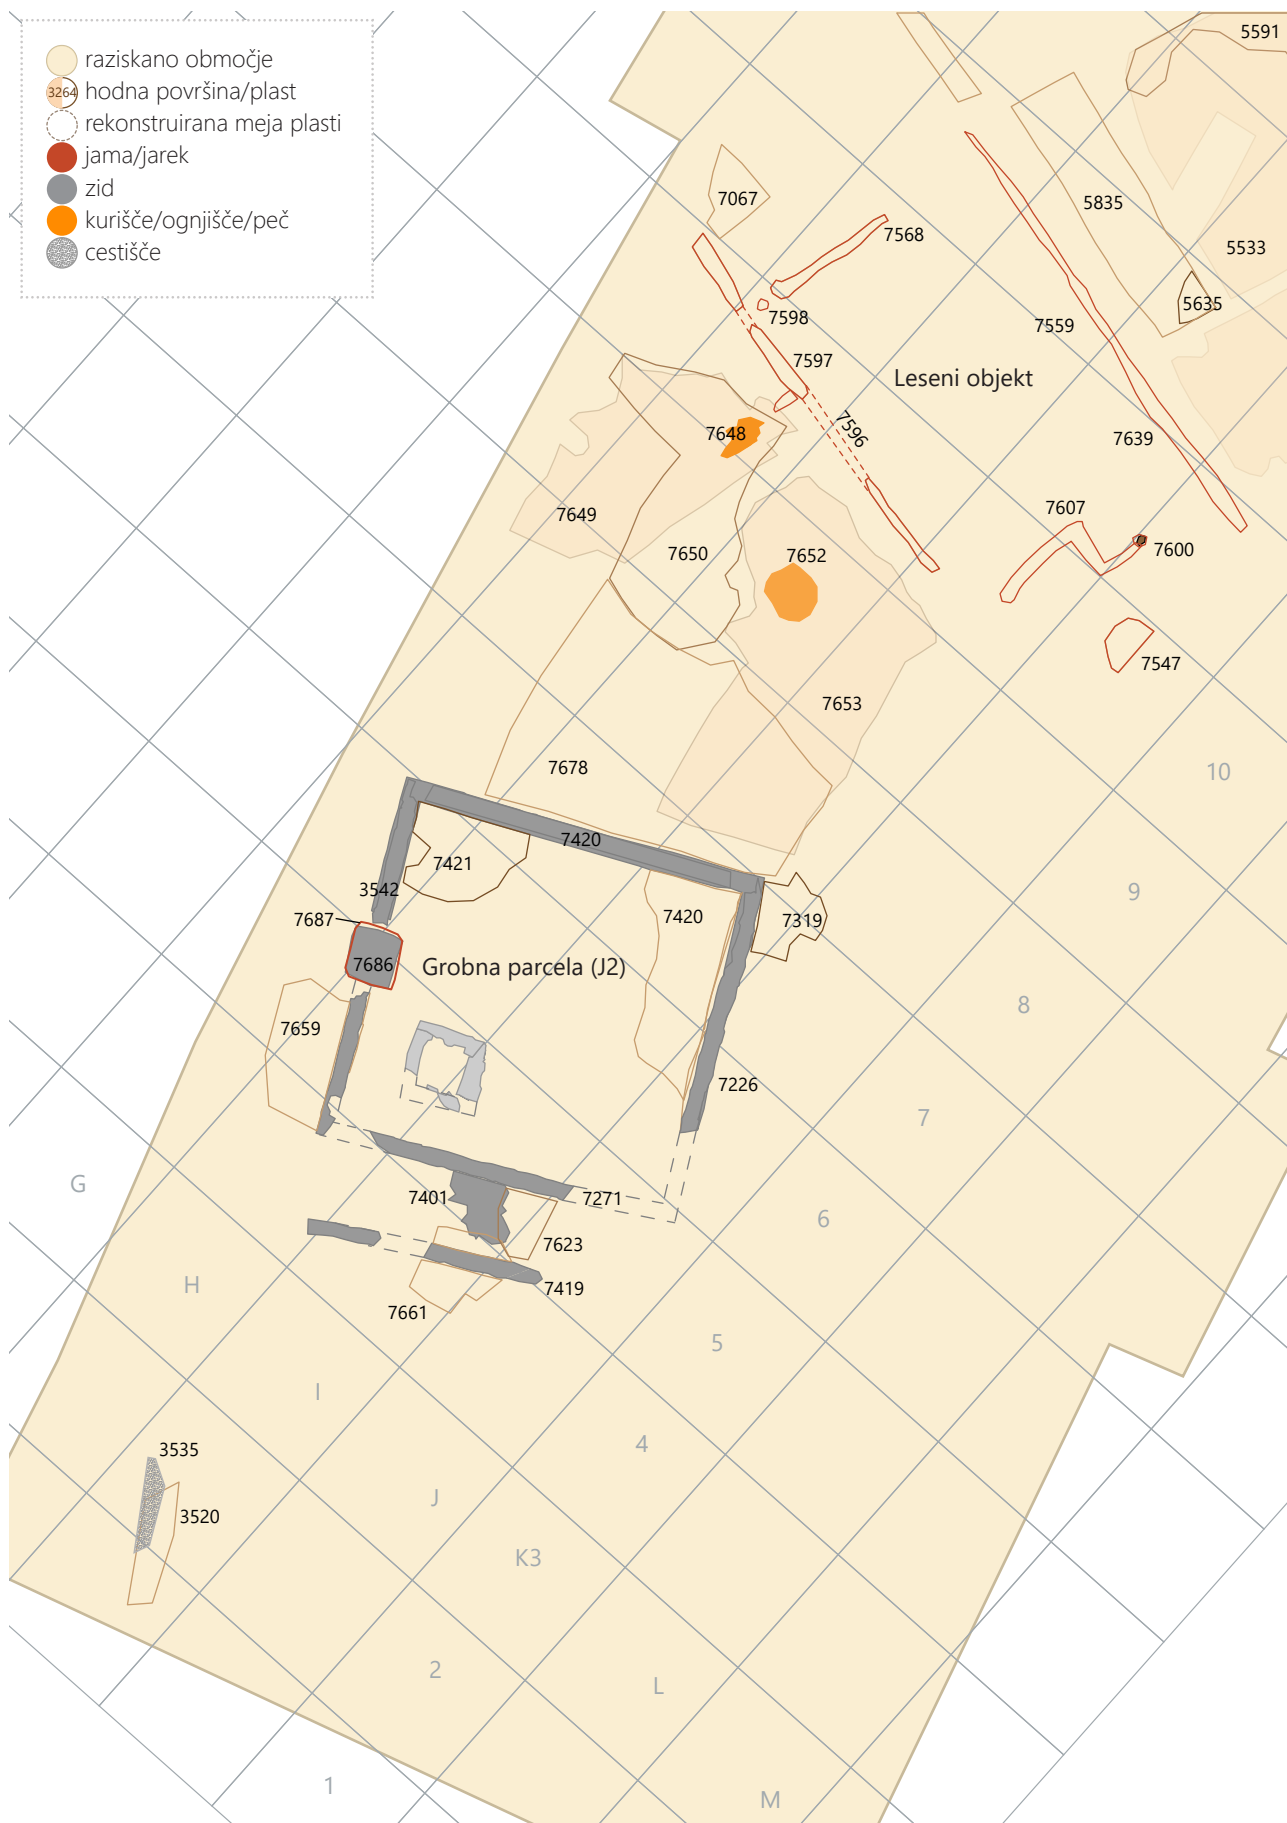 raziskano območje
3264 hodna površina/plast
rekonstruirana meja plasti
jama/jarek
zid
kurišče/ognjišče/peč
cestišče
5591
7067
5835
7568
5533
5635
7598
7559
7597
Leseni objekt
7596
7648
7639
7649
7607
7650
7652
7600
7547
7653
7678
10
7420
7421
3542
9
7420
7687
7319
7686
Grobna parcela (J2)
8
7659
7226
7
G
7401
7271
6
7623
H
7419
7661
5
I
4
3535
J
3520
K3
2
L
1
M